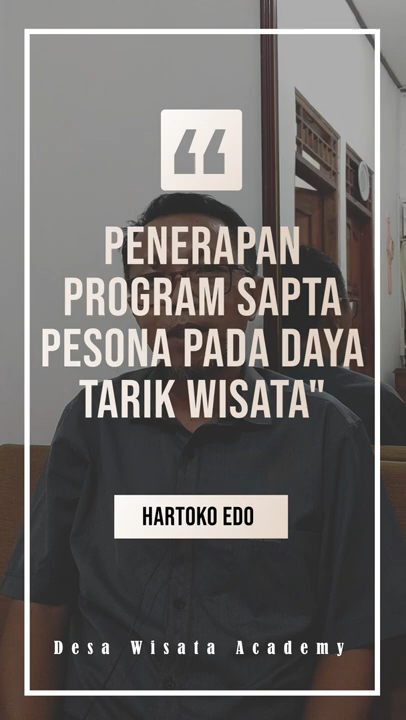 “
PENERAPAN
PROGRAM SAPTA
PESONA PADA DAYA
TARIK WISATA"
HARTOKO EDO
Desa Wisata Academy